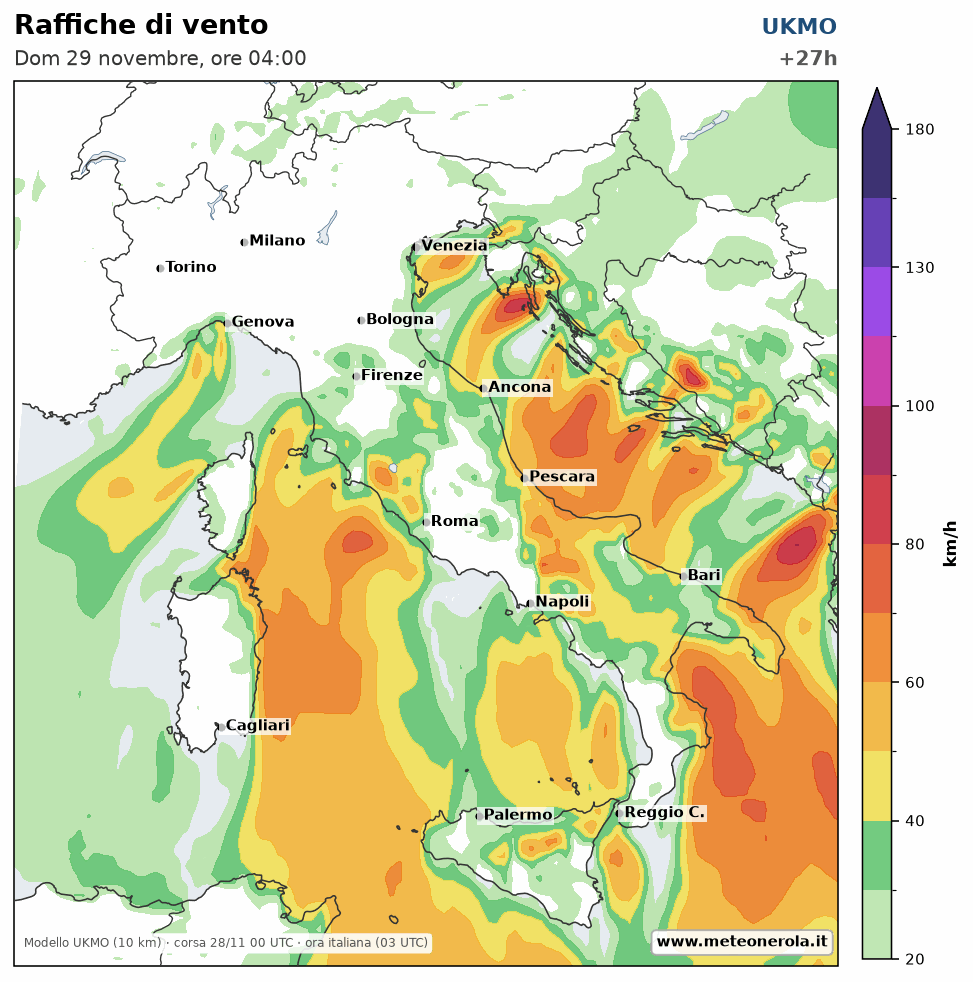 Raffiche di vento
UKMO
Dom 29 novembre, ore 04:00
+27h
180
130
100
80
60
40
20
km/h
Venezia
Milano
Torino
Genova
Bologna
Firenze
Ancona
Pescara
Roma
Bari
Napoli
Cagliari
Palermo
Reggio C.
Modello UKMO (10 km) · corsa 28/11 00 UTC · ora italiana (03 UTC)
www.meteonerola.it